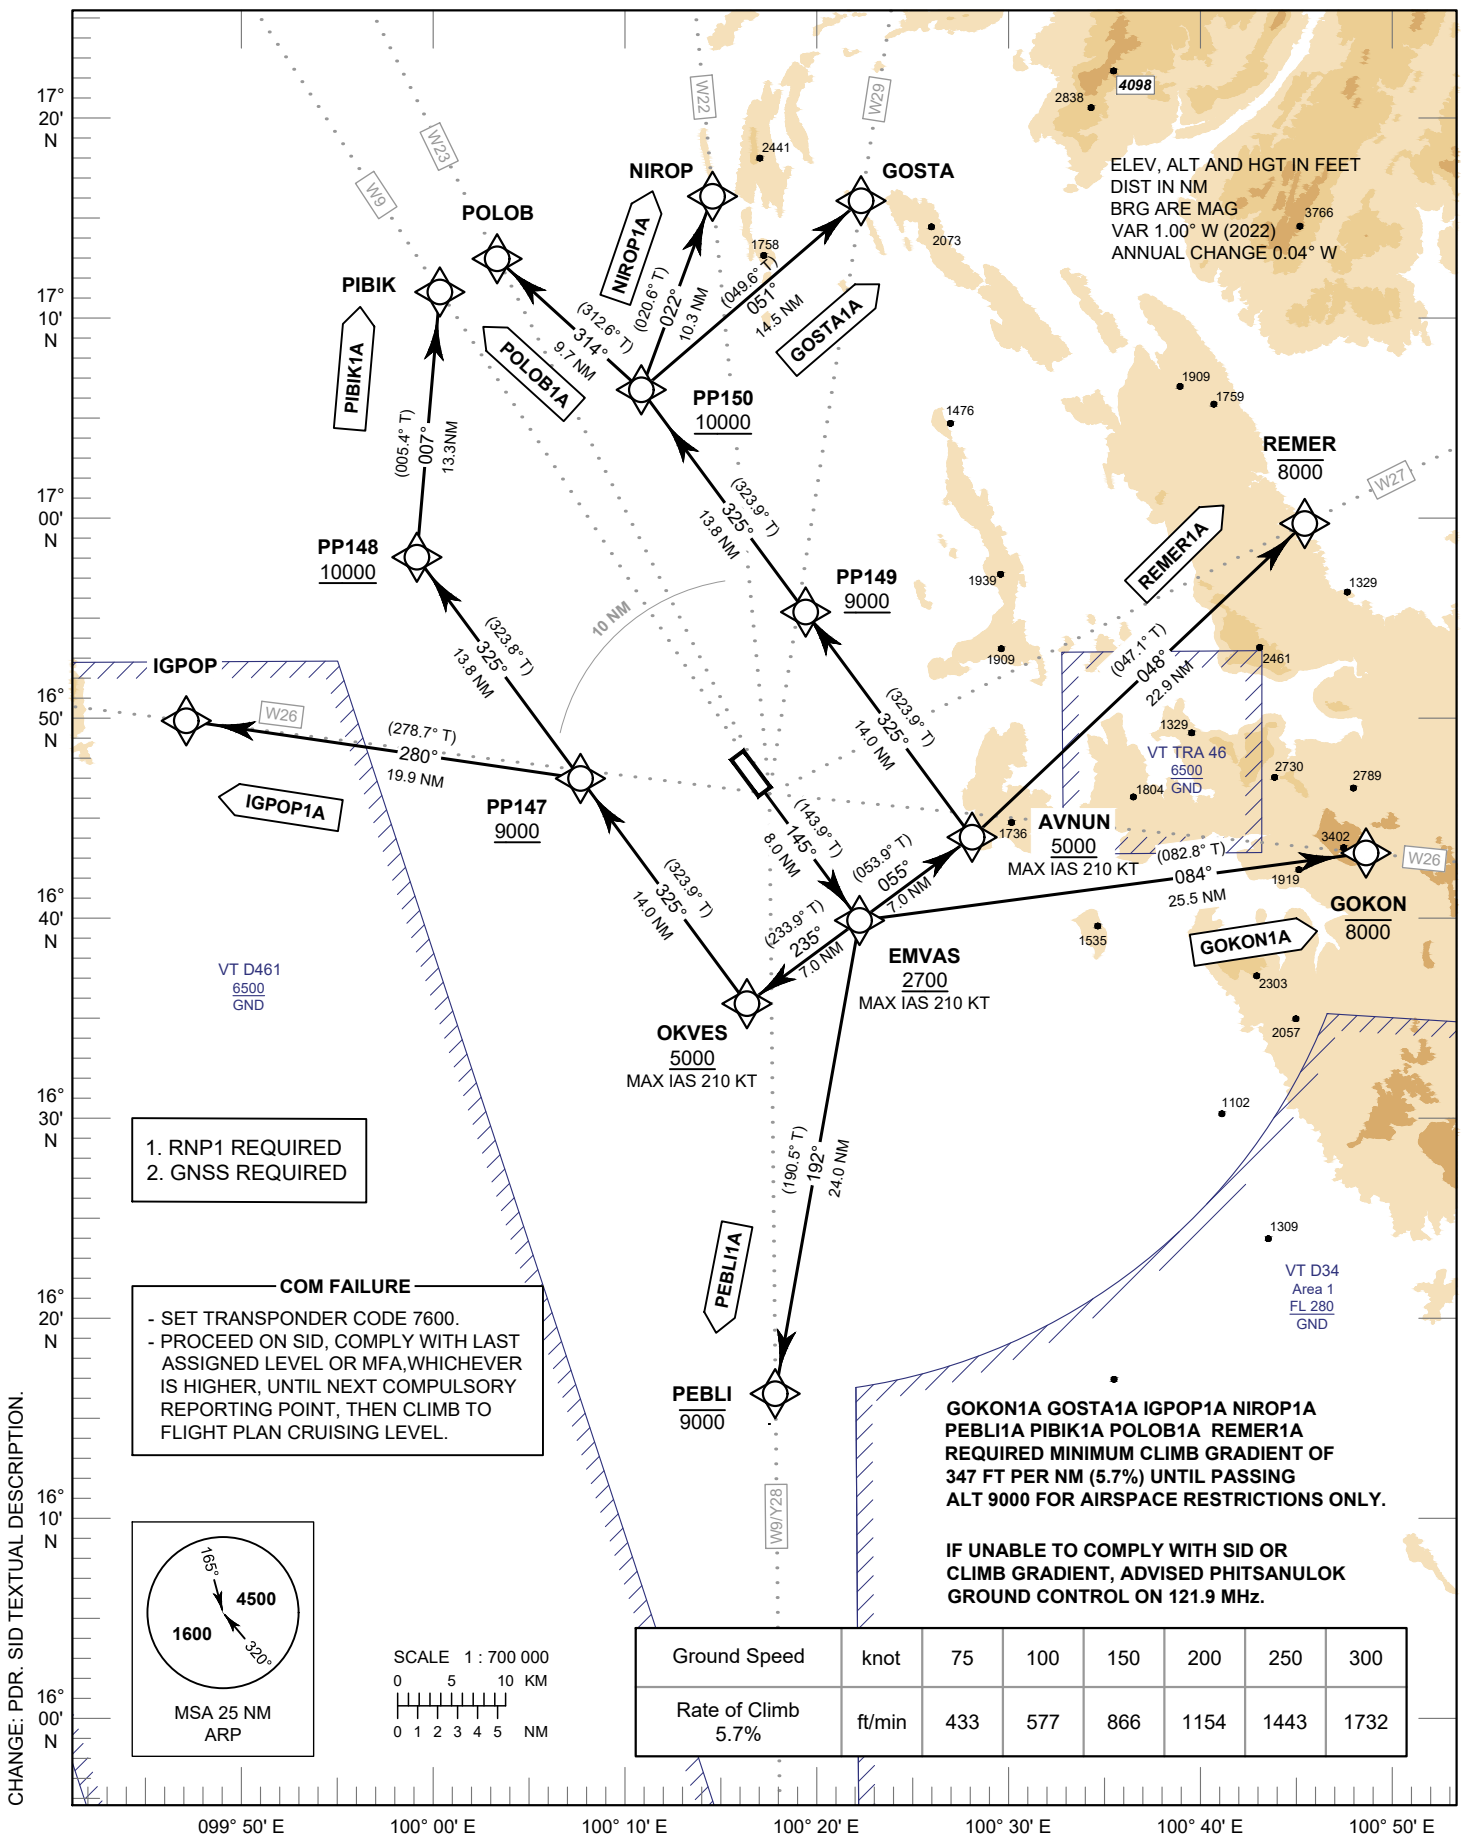 17°
20'
N
17°
10'
N
17°
00'
N
16°
50'
N
16°
40'
N
16°
30'
N
16°
20'
N
16°
10'
N
16°
00'
N
099° 50' E
100° 00' E
100° 10' E
100° 20' E
100° 30' E
100° 40' E
100° 50' E
CHANGE: PDR. SID TEXTUAL DESCRIPTION.
ELEV, ALT AND HGT IN FEET
DIST IN NM
BRG ARE MAG
VAR 1.00° W (2022)
ANNUAL CHANGE 0.04° W
W9
W23
W22
W29
W27
W26
W26
W9/Y28
4098
2838
2441
3766
2073
1758
1909
1759
1476
1939
1909
1329
2461
1329
2730
2789
1804
1736
3402
1919
1535
2303
2057
1102
1309
NIROP
GOSTA
POLOB
PIBIK
NIROP1A
GOSTA1A
POLOB1A
PIBIK1A
(312.6° T)
314°
9.7 NM
(020.6° T)
022°
10.3 NM
(049.6° T)
051°
14.5 NM
PP150
10000
(005.4° T)
007°
13.3NM
PP148
10000
(323.9° T)
325°
13.8 NM
PP149
9000
REMER
8000
REMER1A
(047.1° T)
048°
22.9 NM
10 NM
(323.8° T)
325°
13.8 NM
(323.9° T)
325°
14.0 NM
IGPOP
(278.7° T)
280°
19.9 NM
IGPOP1A
PP147
9000
(143.9° T)
145°
8.0 NM
(053.9° T)
055°
7.0 NM
AVNUN
5000
MAX IAS 210 KT
VT TRA 46
6500
GND
(082.8° T)
084°
25.5 NM
GOKON
8000
GOKON1A
(323.9° T)
325°
14.0 NM
(233.9° T)
235°
7.0 NM
EMVAS
2700
MAX IAS 210 KT
OKVES
5000
MAX IAS 210 KT
VT D461
6500
GND
(190.5° T)
192°
24.0 NM
PEBLI1A
PEBLI
9000
VT D34
Area 1
FL 280
GND
1. RNP1 REQUIRED
2. GNSS REQUIRED
COM FAILURE
- SET TRANSPONDER CODE 7600.
- PROCEED ON SID, COMPLY WITH LAST
ASSIGNED LEVEL OR MFA,WHICHEVER
IS HIGHER, UNTIL NEXT COMPULSORY
REPORTING POINT, THEN CLIMB TO
FLIGHT PLAN CRUISING LEVEL.
GOKON1A GOSTA1A IGPOP1A NIROP1A
PEBLI1A PIBIK1A POLOB1A REMER1A
REQUIRED MINIMUM CLIMB GRADIENT OF
347 FT PER NM (5.7%) UNTIL PASSING
ALT 9000 FOR AIRSPACE RESTRICTIONS ONLY.
IF UNABLE TO COMPLY WITH SID OR
CLIMB GRADIENT, ADVISED PHITSANULOK
GROUND CONTROL ON 121.9 MHz.
165°
4500
1600
320°
MSA 25 NM
ARP
SCALE 1 : 700 000
0 5 10 KM
0 1 2 3 4 5 NM
Ground Speed knot 75 100 150 200 250 300
Rate of Climb
5.7% ft/min 433 577 866 1154 1443 1732